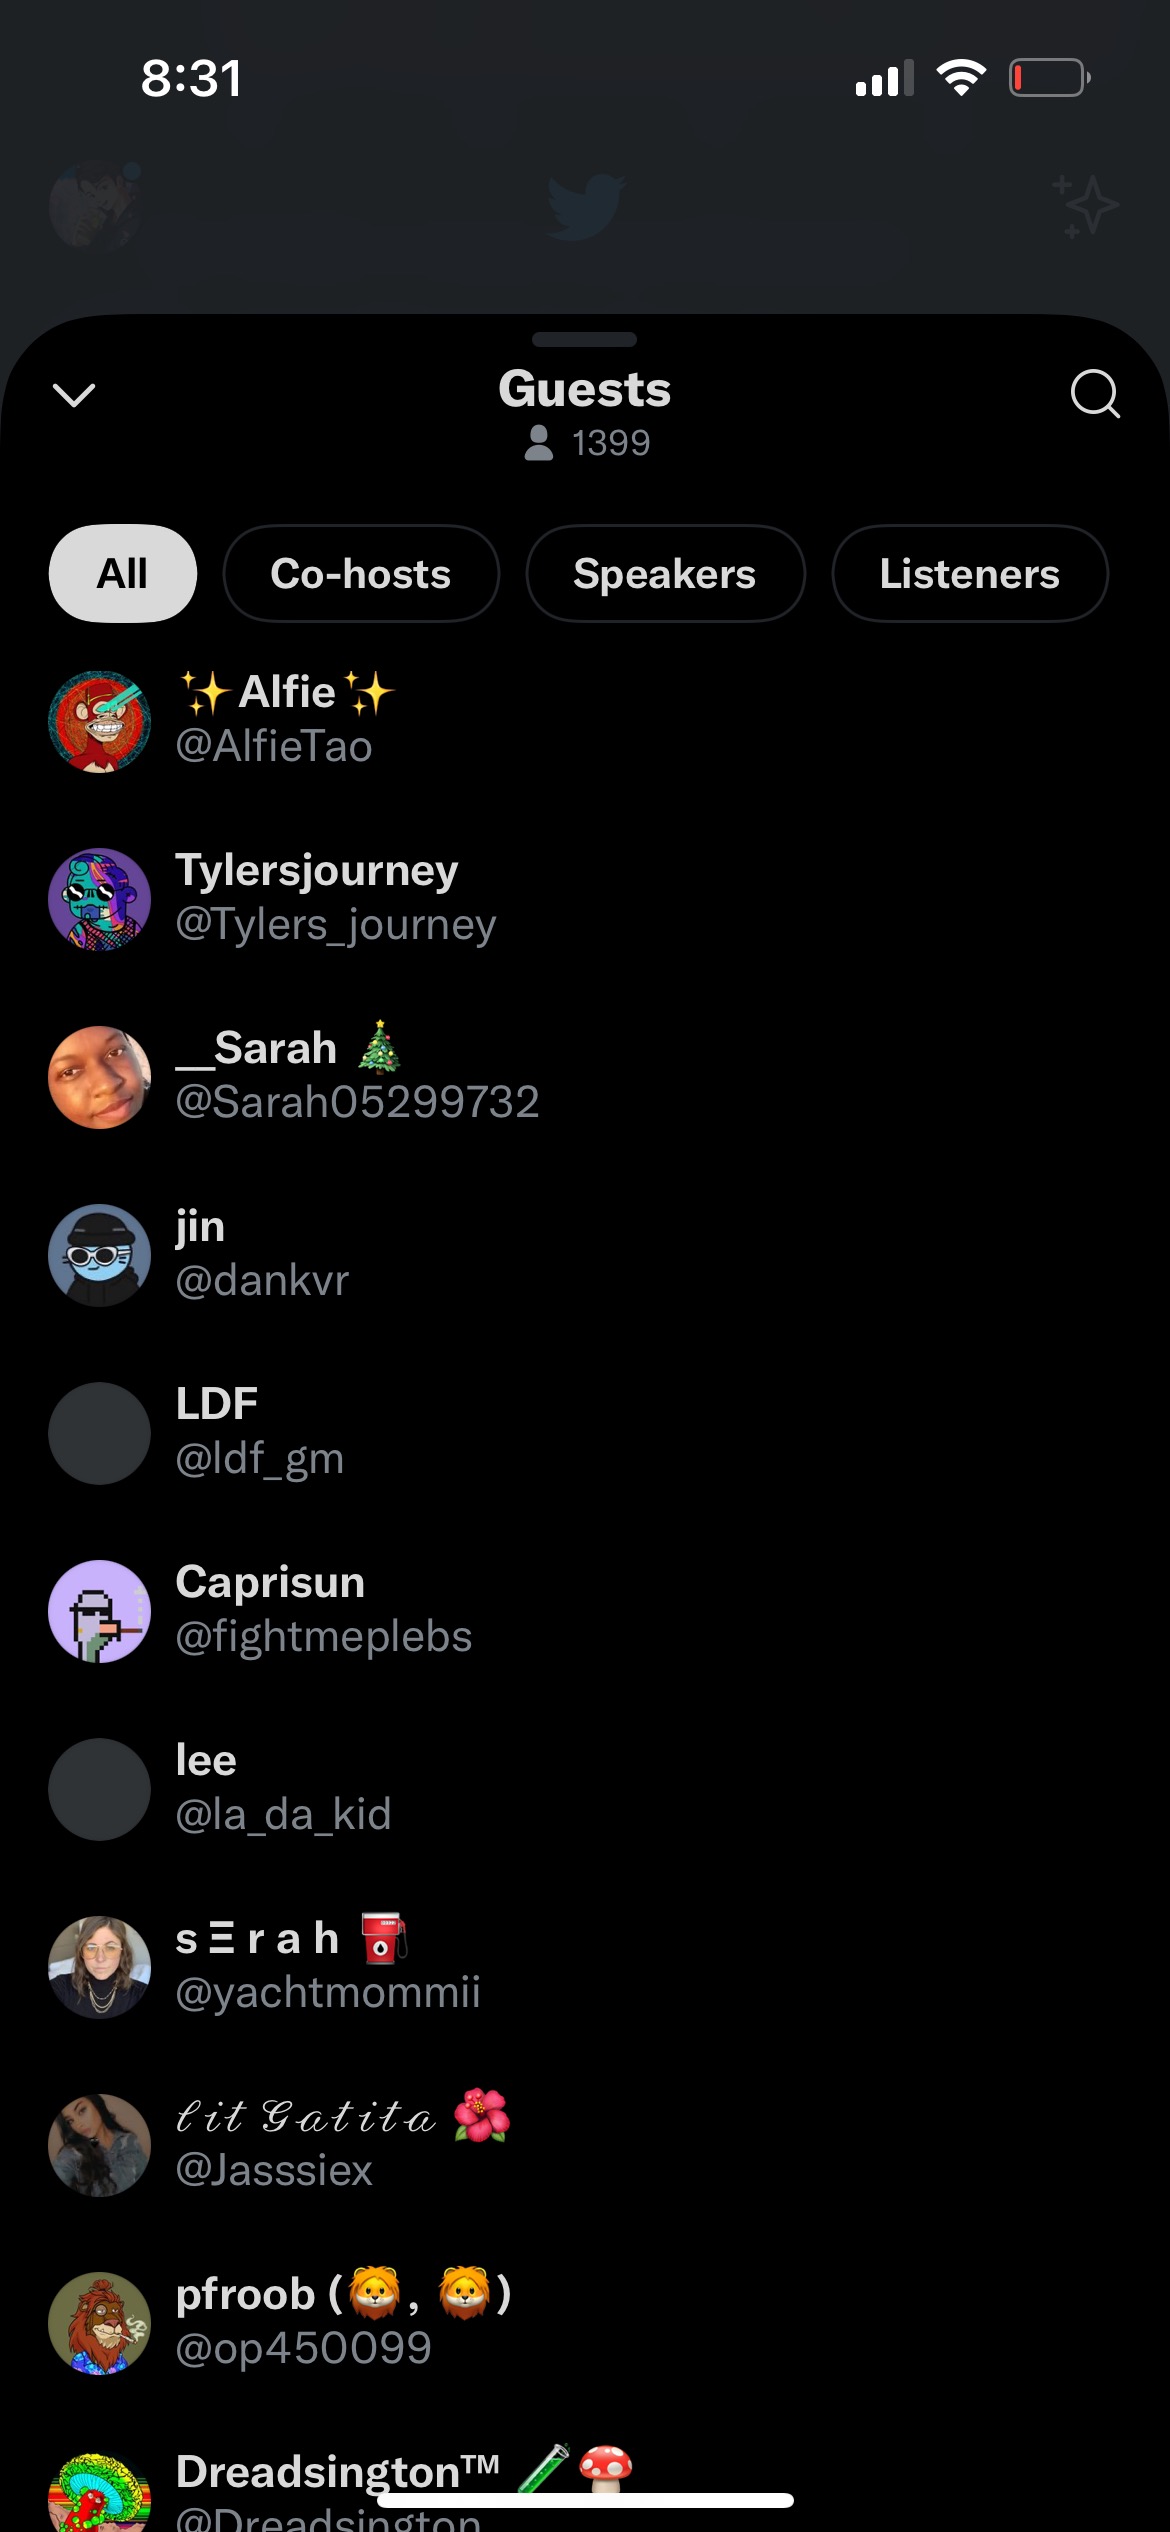 8:31
Guests
1399
All
Co-hosts
Speakers
Listeners
✨Alfie✨
@AlfieTao
Tylersjourney
@Tylers_journey
__Sarah 🎄
@Sarah05299732
jin
@dankvr
LDF
@ldf_gm
Caprisun
@fightmeplebs
lee
@la_da_kid
s Ξ r a h ⛽
@yachtmommii
ℓ𝒾𝓉 𝒢𝒶𝓉𝒾𝓉𝒶 🌺
@Jasssiex
pfroob (🦁, 🦁)
@op450099
Dreadsington™ 🧪🍄
@Dreadsington